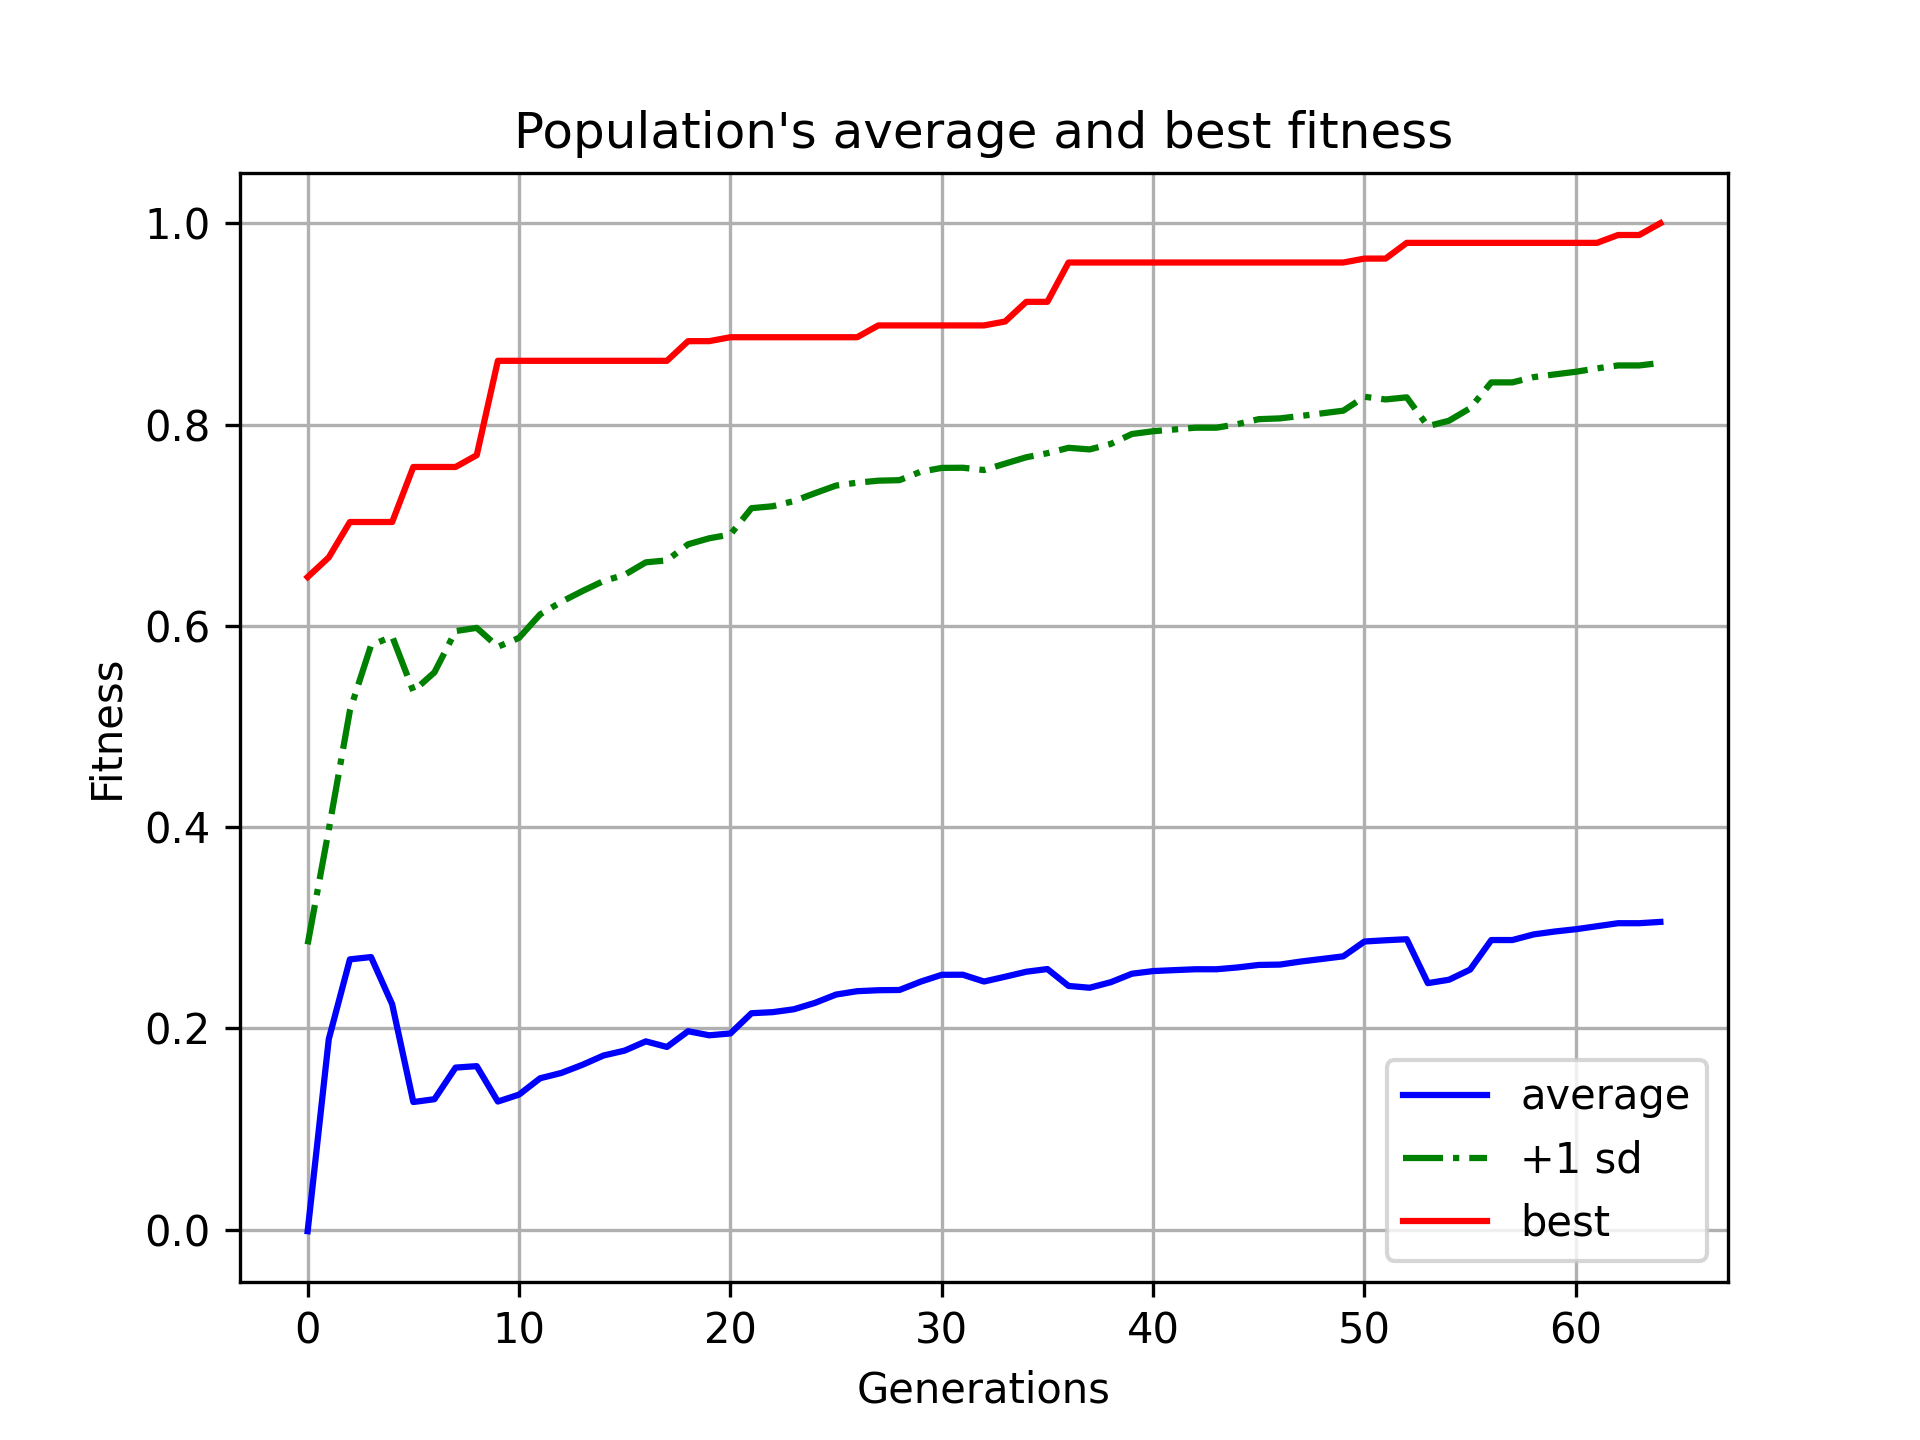 Population's average and best fitness
Fitness
1.0
0.8
0.6
0.4
0.2
0.0
average
+1 sd
best
0 10 20 30 40 50 60
Generations